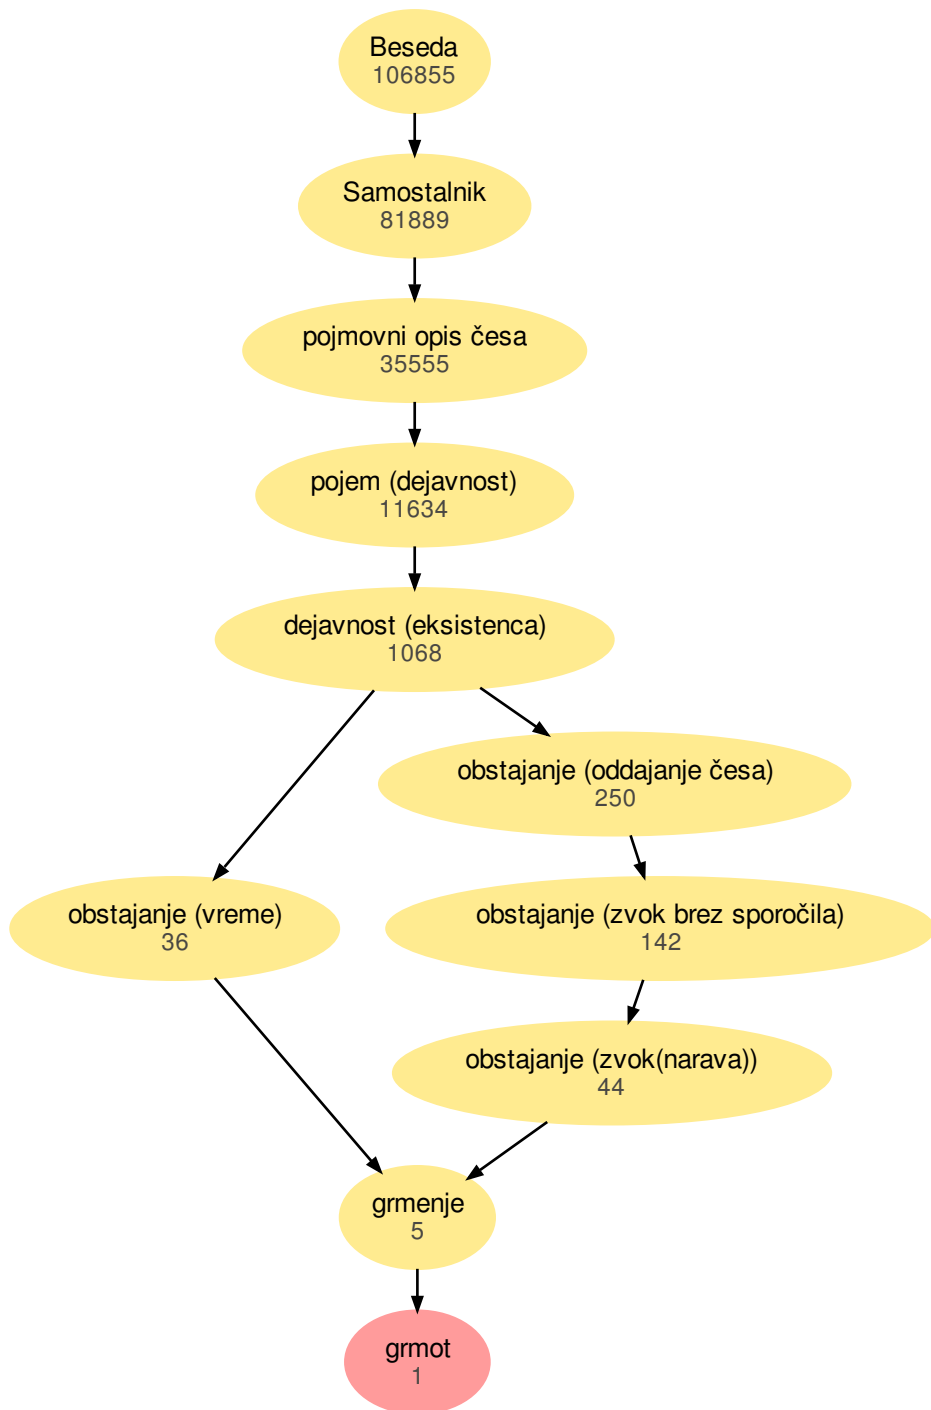 Beseda
106855
Samostalnik
81889
pojmovni opis česa
35555
pojem (dejavnost)
11634
dejavnost (eksistenca)
1068
obstajanje (oddajanje česa)
250
obstajanje (vreme)
36
obstajanje (zvok brez sporočila)
142
obstajanje (zvok(narava))
44
grmenje
5
grmot
1